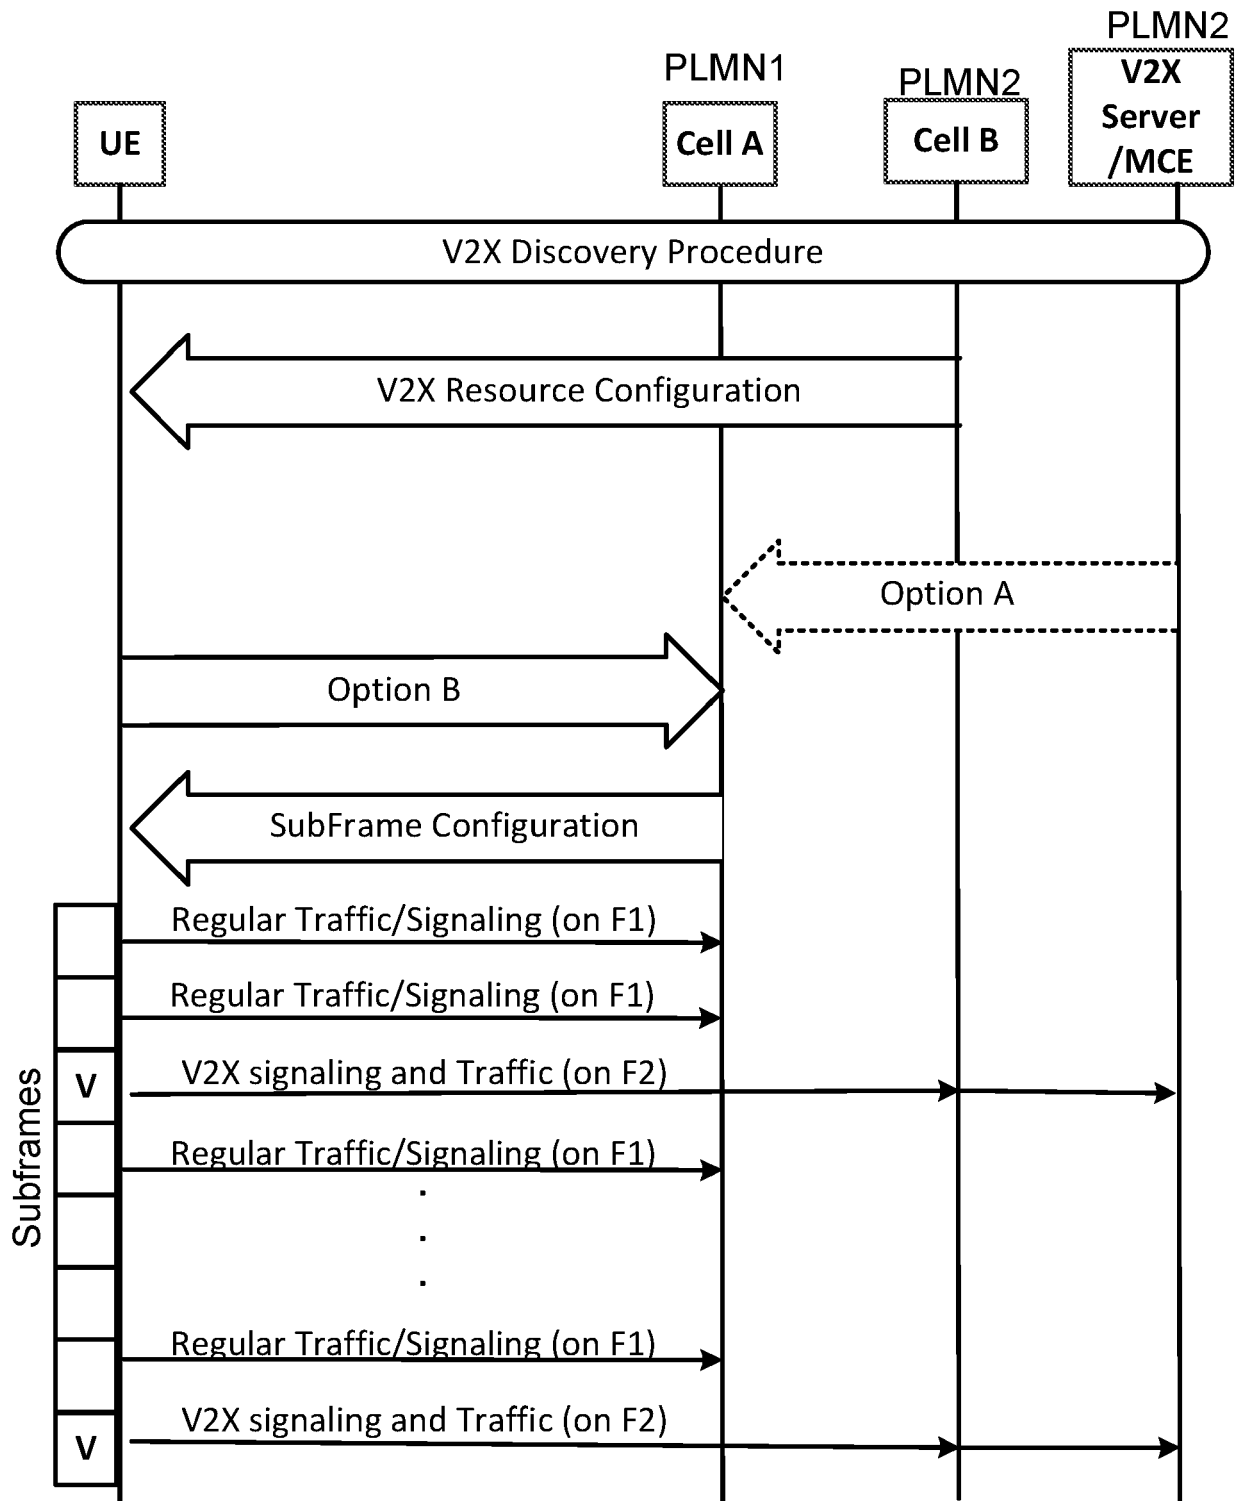 PLMN2
PLMN1
PLMN2
UE
Cell A
Cell B
V2X
Server
/MCE
V2X Discovery Procedure
V2X Resource Configuration
Option A
Option B
SubFrame Configuration
Subframes
Regular Traffic/Signaling (on F1)
Regular Traffic/Signaling (on F1)
V
V2X signaling and Traffic (on F2)
Regular Traffic/Signaling (on F1)
.
.
.
Regular Traffic/Signaling (on F1)
V
V2X signaling and Traffic (on F2)